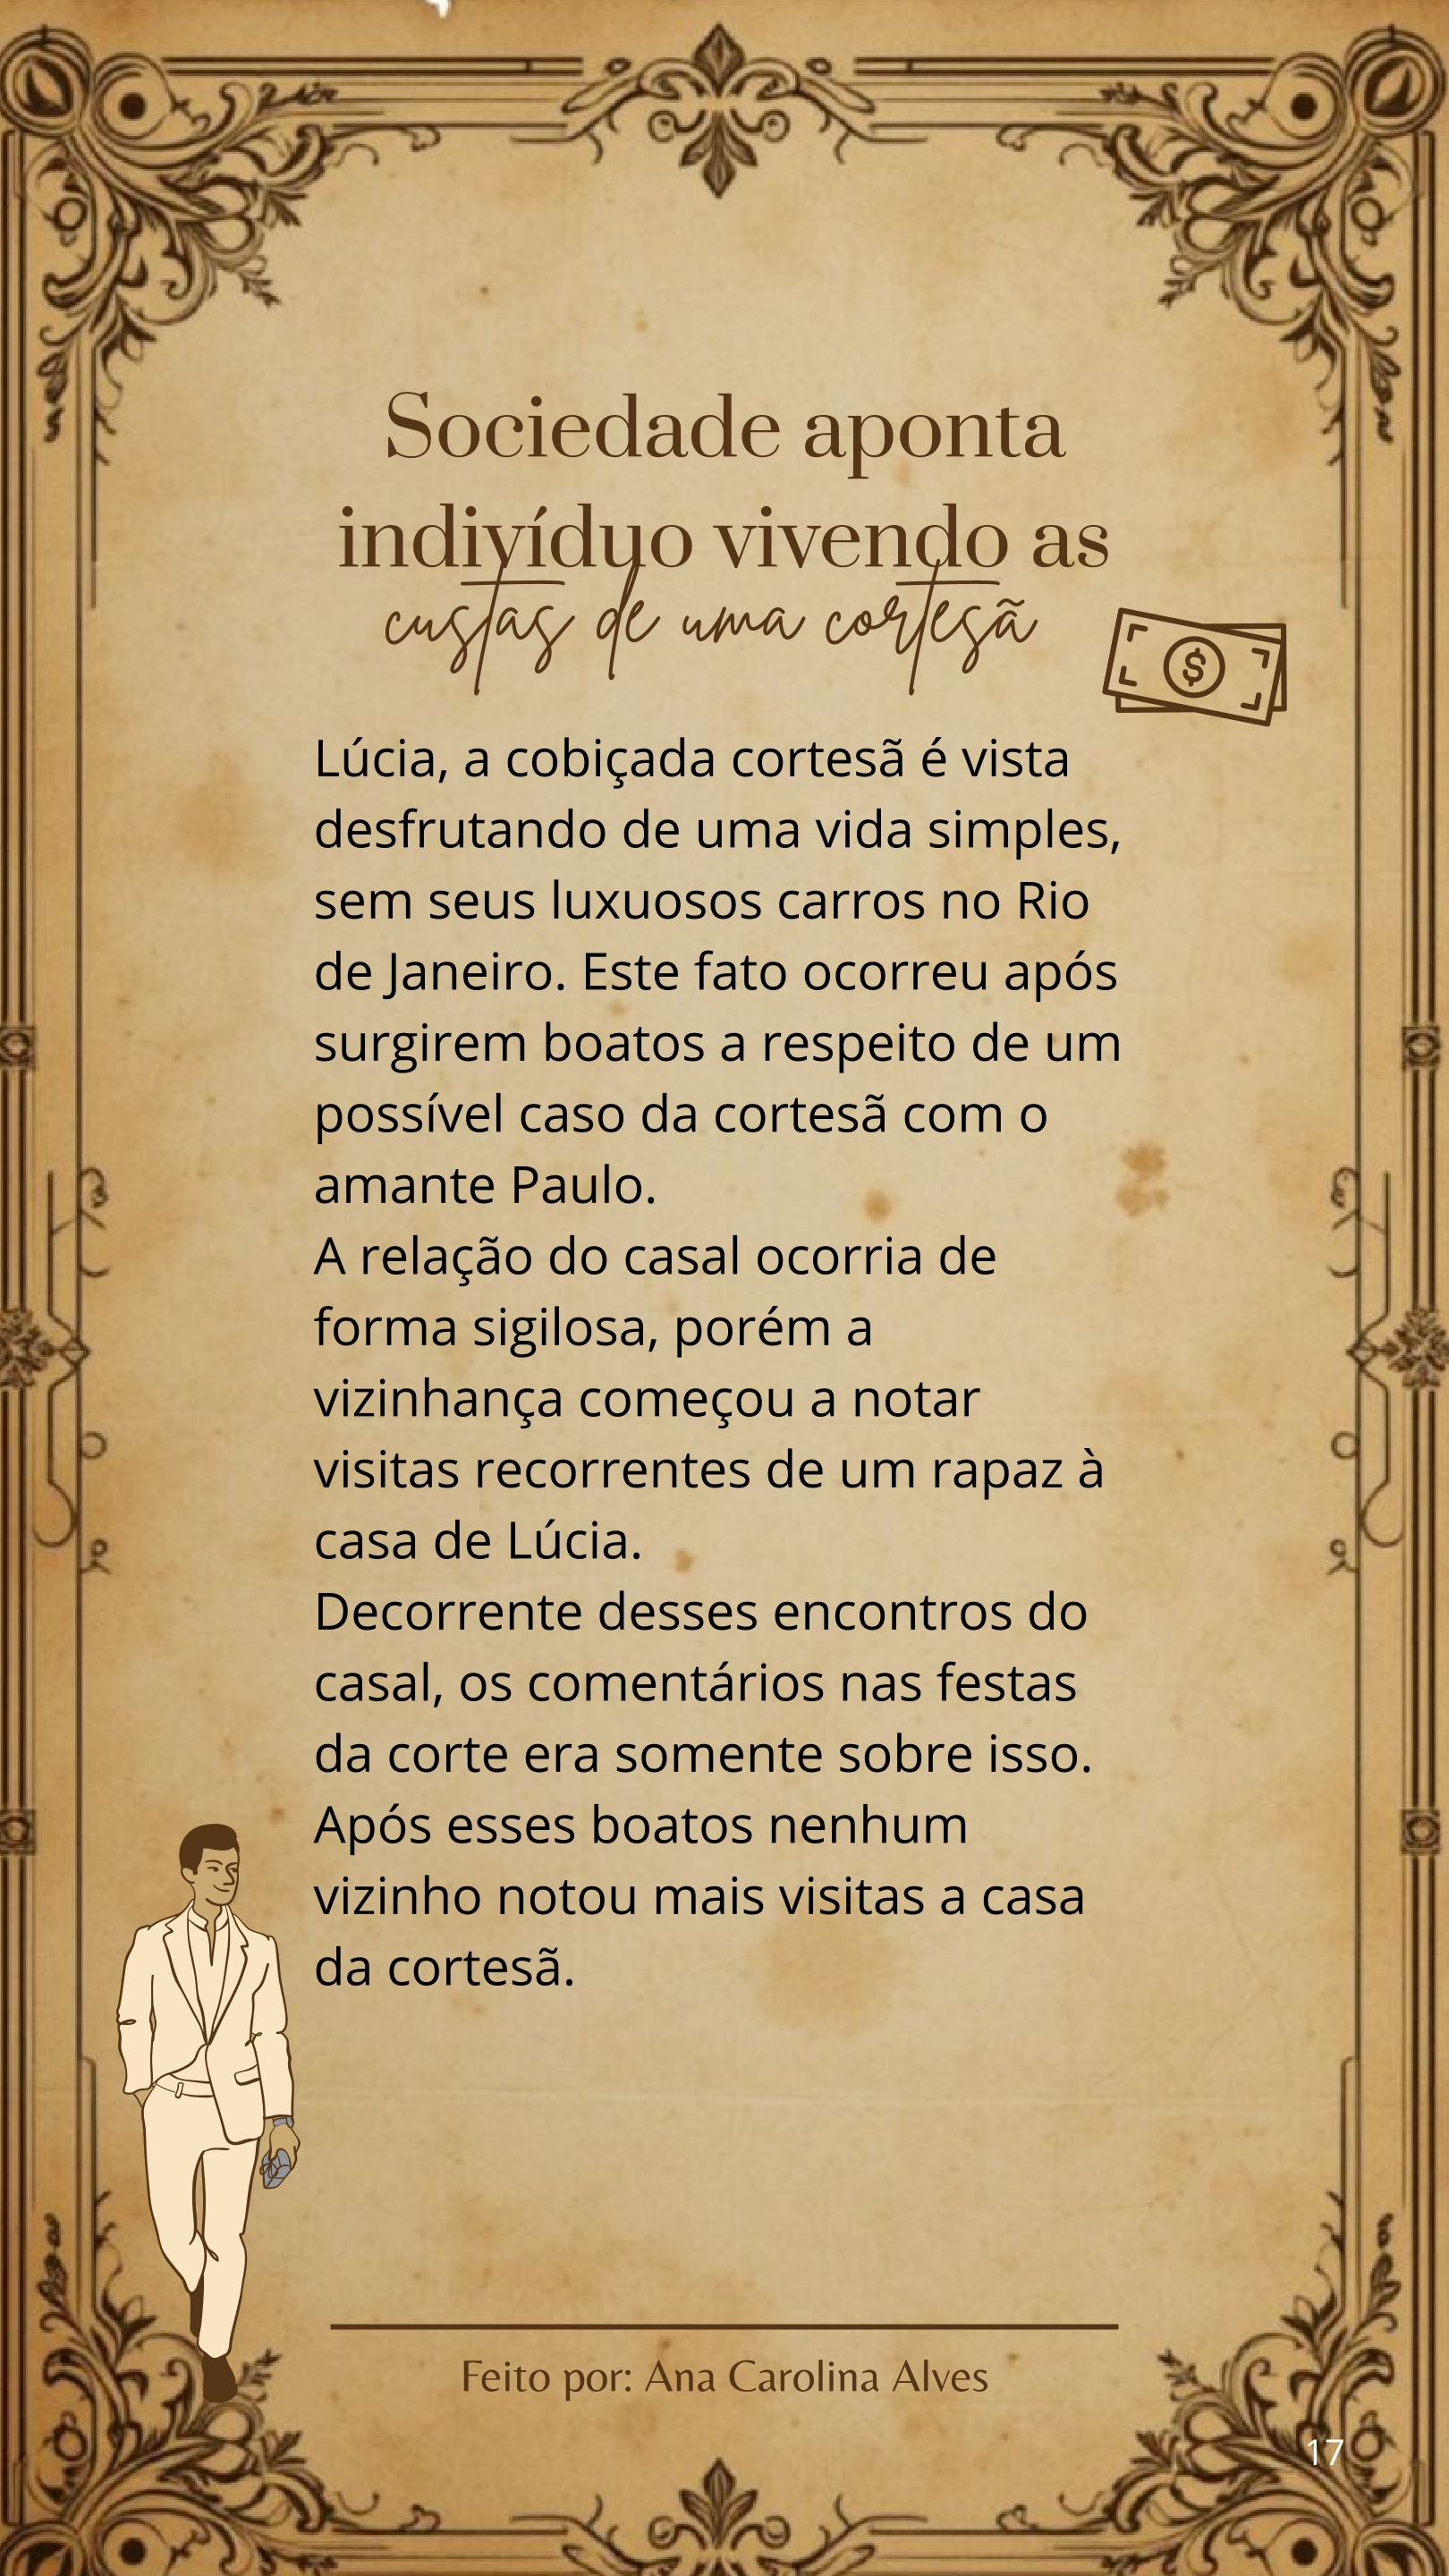 Sociedade aponta
indivíduo vivendo as
custas de uma cortesã
$
Lúcia, a cobiçada cortesã é vista
desfrutando de uma vida simples,
sem seus luxuosos carros no Rio
de Janeiro. Este fato ocorreu após
surgirem boatos a respeito de um
possível caso da cortesã com o
amante Paulo.
A relação do casal ocorria de
forma sigilosa, porém a
vizinhança começou a notar
visitas recorrentes de um rapaz à
casa de Lúcia.
Decorrente desses encontros do
casal, os comentários nas festas
da corte era somente sobre isso.
Após esses boatos nenhum
vizinho notou mais visitas a casa
da cortesã.
Feito por: Ana Carolina Alves
17